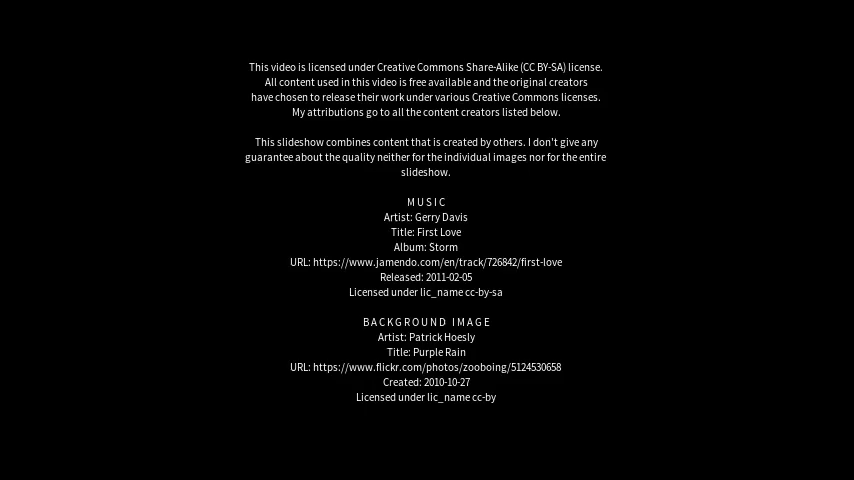 This video is licensed under Creative Commons Share-Alike (CC BY-SA) license.
All content used in this video is free available and the original creators
have chosen to release their work under various Creative Commons licenses.
My attributions go to all the content creators listed below.
This slideshow combines content that is created by others. I don't give any
guarantee about the quality neither for the individual images nor for the entire
slideshow.
MUSIC
Artist: Gerry Davis
Title: First Love
Album: Storm
URL: https://www.jamendo.com/en/track/726842/first-love
Released: 2011-02-05
Licensed under lic_name cc-by-sa
BACKGROUND IMAGE
Artist: Patrick Hoesly
Title: Purple Rain
URL: https://www.flickr.com/photos/zooboing/5124530658
Created: 2010-10-27
Licensed under lic_name cc-by